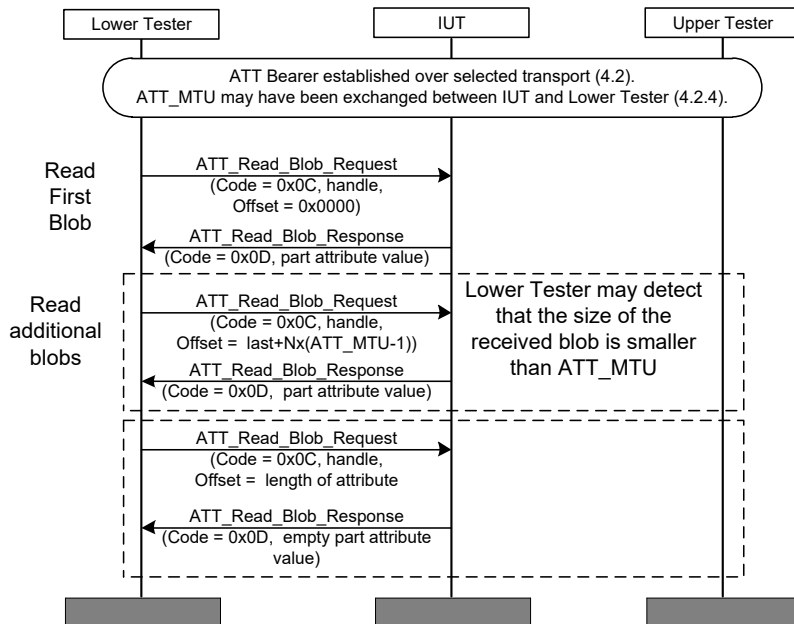 Lower Tester
IUT
Upper Tester
ATT Bearer established over selected transport (4.2).
ATT_MTU may have been exchanged between IUT and Lower Tester (4.2.4).
Read
First
Blob
ATT_Read_Blob_Request
(Code = 0x0C, handle,
Offset = 0x0000)
ATT_Read_Blob_Response
(Code = 0x0D, part attribute value)
Read
additional
blobs
ATT_Read_Blob_Request
(Code = 0x0C, handle,
Offset = last+Nx(ATT_MTU-1))
ATT_Read_Blob_Response
(Code = 0x0D, part attribute value)
Lower Tester may detect
that the size of the
received blob is smaller
than ATT_MTU
ATT_Read_Blob_Request
(Code = 0x0C, handle,
Offset = length of attribute
ATT_Read_Blob_Response
(Code = 0x0D, empty part attribute
value)